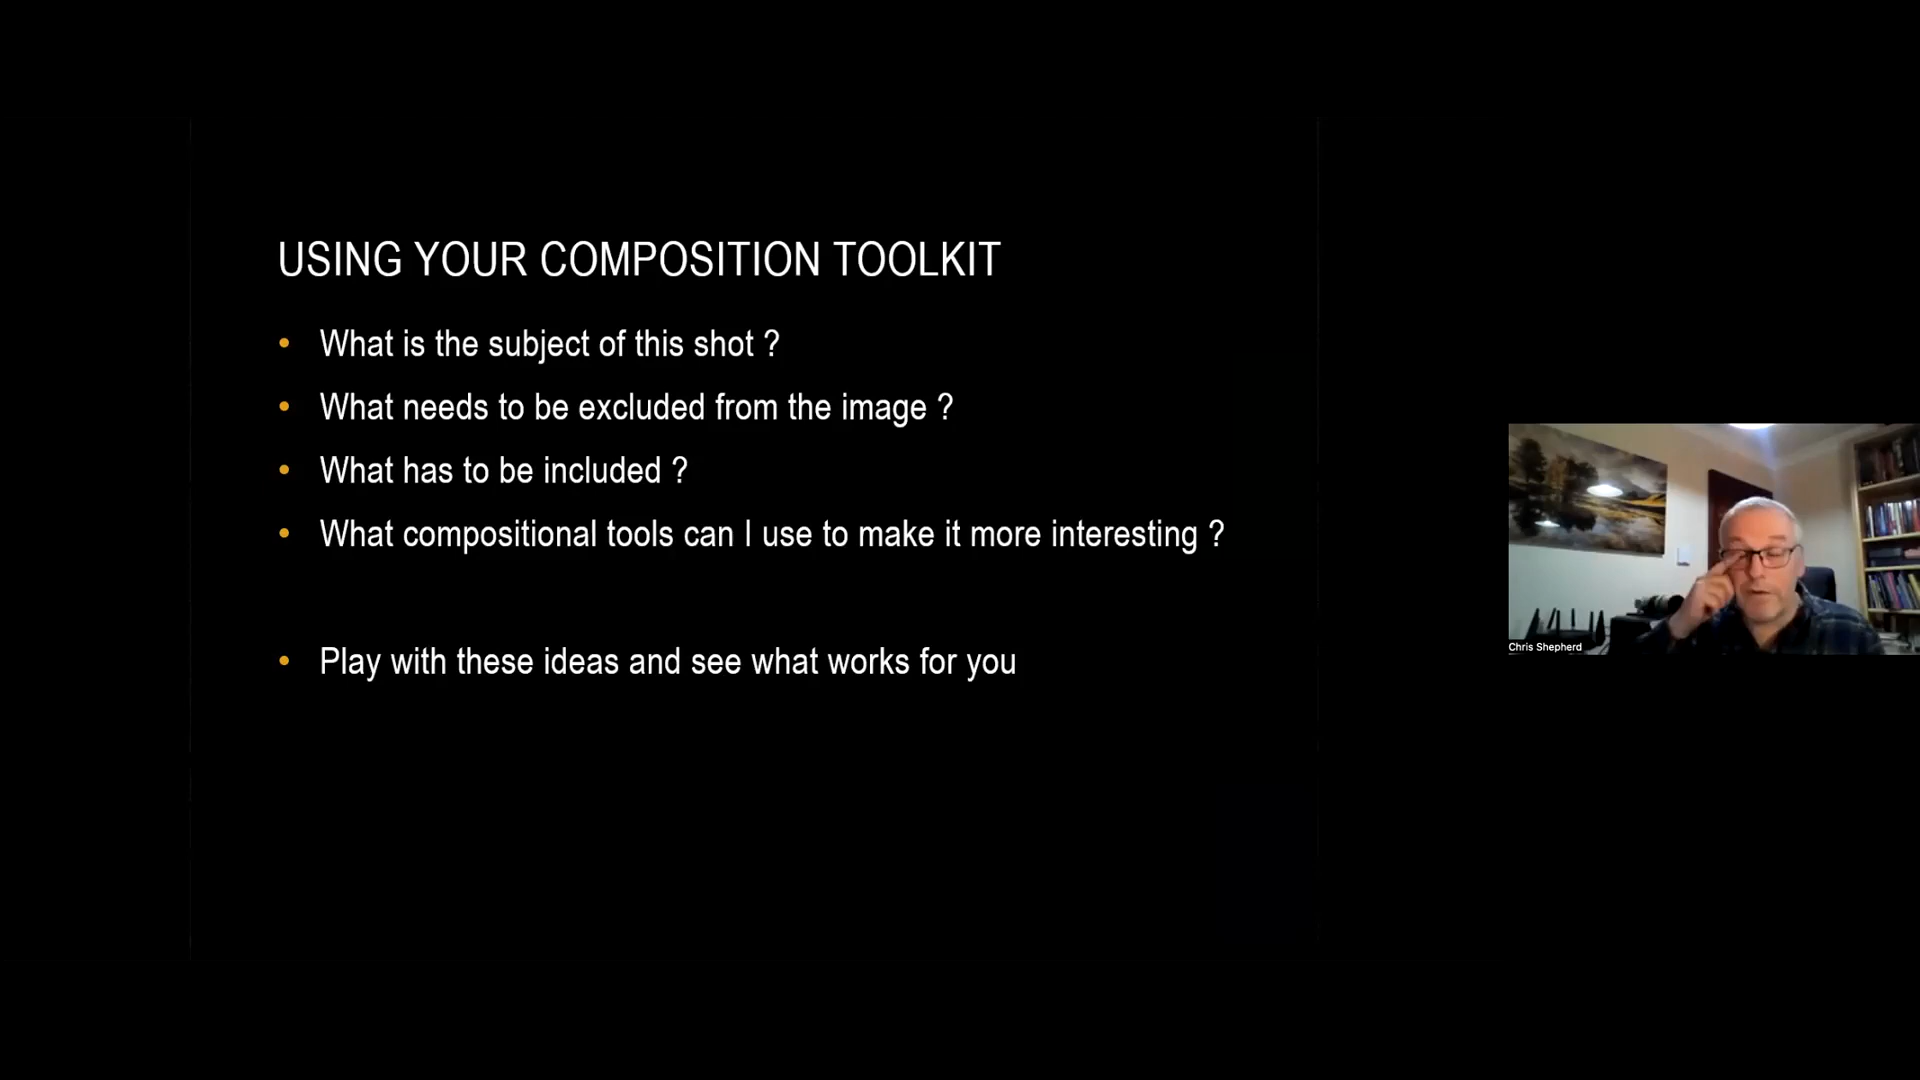 USING YOUR COMPOSITION TOOLKIT
• What is the subject of this shot ?
• What needs to be excluded from the image ?
• What has to be included ?
• What compositional tools can I use to make it more interesting ?
• Play with these ideas and see what works for you
Chris Shepherd